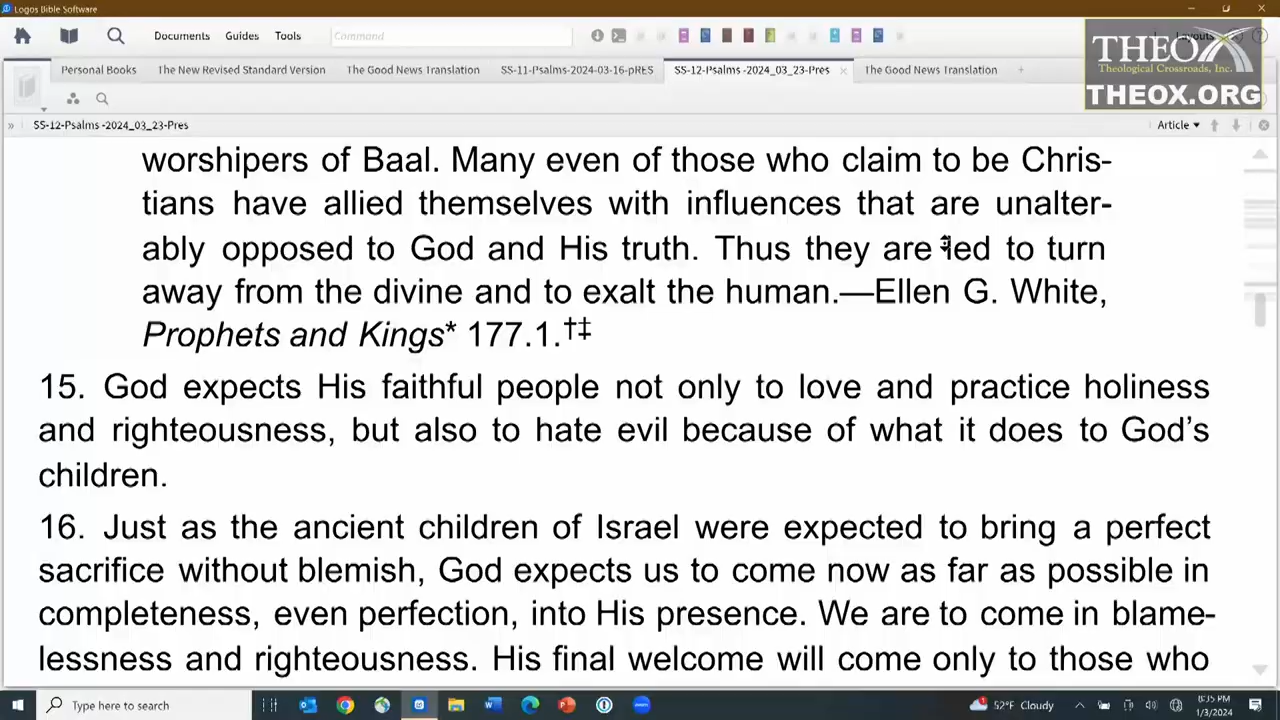 Logos Bible Software
Documents Guides Tools Command
THEOX
Theological Crossroads, Inc.
THEOX.ORG
Personal Books The New Revised Standard Version The Good News Translation SS-12-Psalms -2024_03_23-Pres The Good News Translation
SS-12-Psalms -2024_03_23-Pres Article
worshipers of Baal. Many even of those who claim to be Chris-
tians have allied themselves with influences that are unalter-
ably opposed to God and His truth. Thus they are led to turn
away from the divine and to exalt the human.—Ellen G. White,
Prophets and Kings* 177.1.†‡
15. God expects His faithful people not only to love and practice holiness
and righteousness, but also to hate evil because of what it does to God’s
children.
16. Just as the ancient children of Israel were expected to bring a perfect
sacrifice without blemish, God expects us to come now as far as possible in
completeness, even perfection, into His presence. We are to come in blame-
lessness and righteousness. His final welcome will come only to those who
Type here to search
52°F Cloudy
8:35 PM
1/3/2024